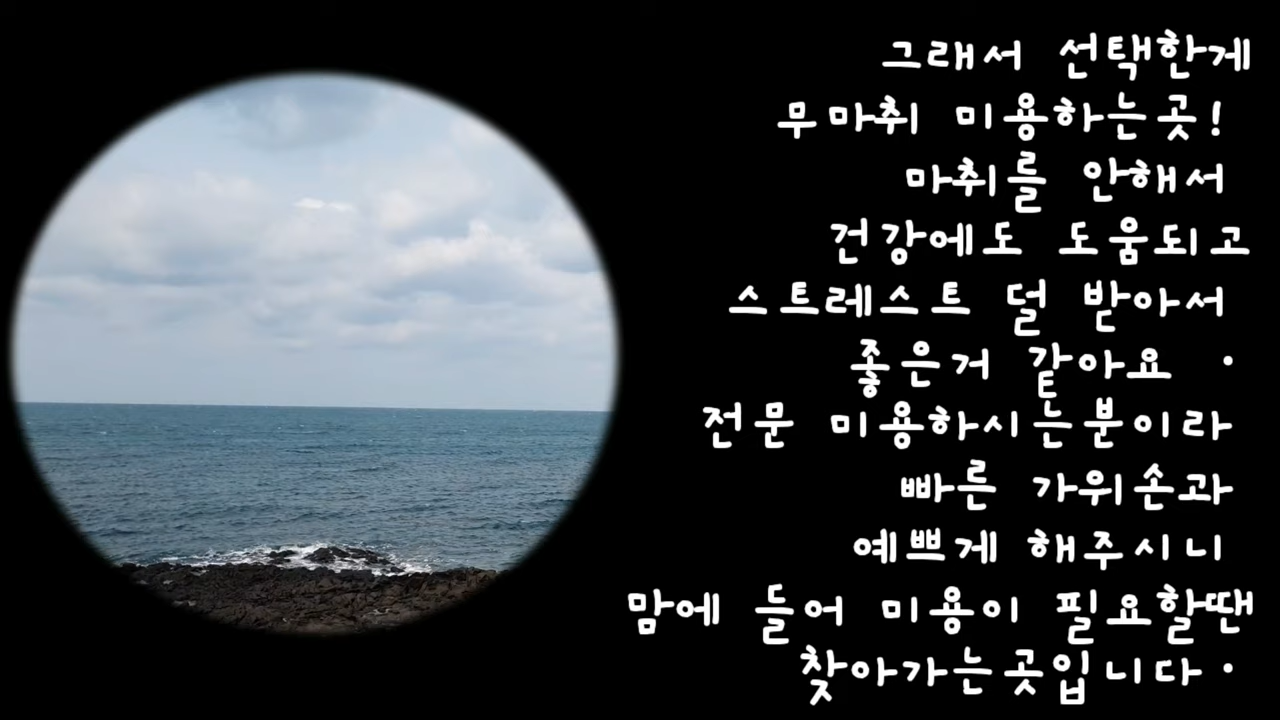 그래서 선택한게
무마취 미용하는곳!
마취를 안해서
건강에도 도움되고
스트레스트 덜 받아서
좋은거 같아요 .
전문 미용하시는분이라
빠른 가위손과
예쁘게 해주시니
맘에 들어 미용이 필요할땐
찾아가는곳입니다.